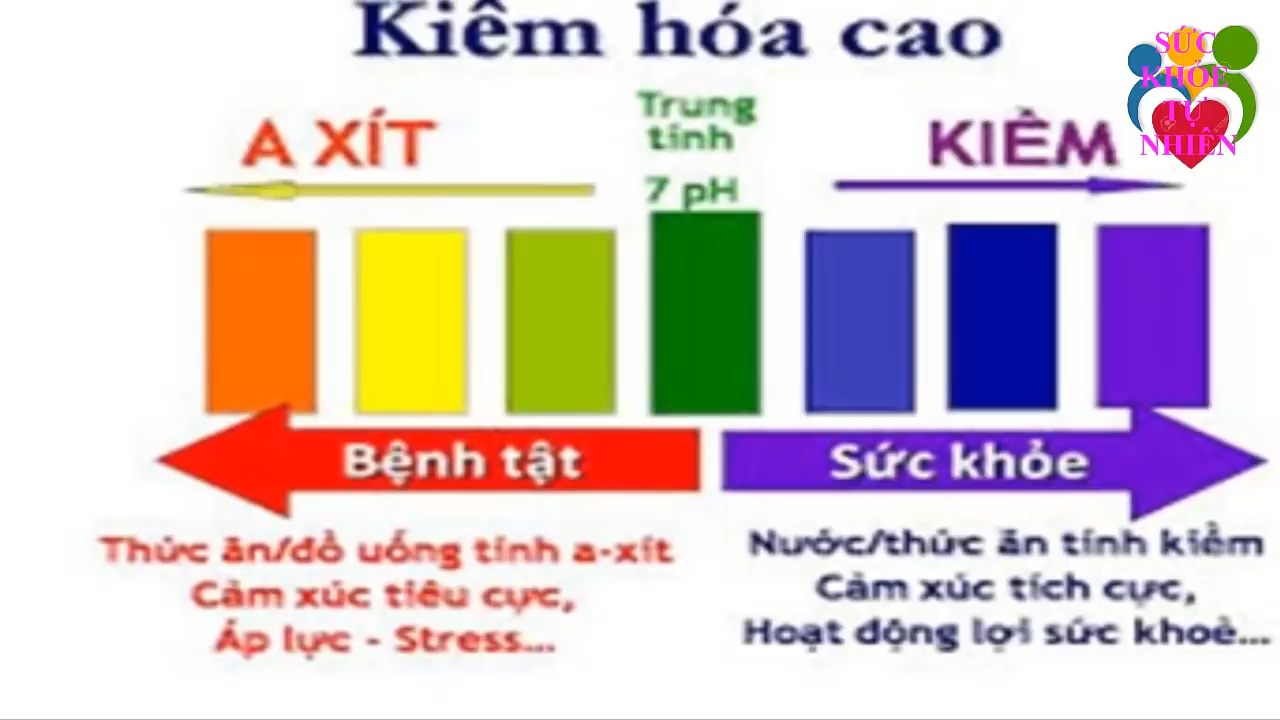 Kiềm hóa cao
SỨC
KHỎE
TỰ
NHIÊN
A XÍT
Trung
tính
7 pH
KIỀM
Bệnh tật
Sức khỏe
Thức ăn/đồ uống tính a-xít
Cảm xúc tiêu cực,
Áp lực - Stress...
Nước/thức ăn tính kiềm
Cảm xúc tích cực,
Hoạt động lợi sức khoẻ...